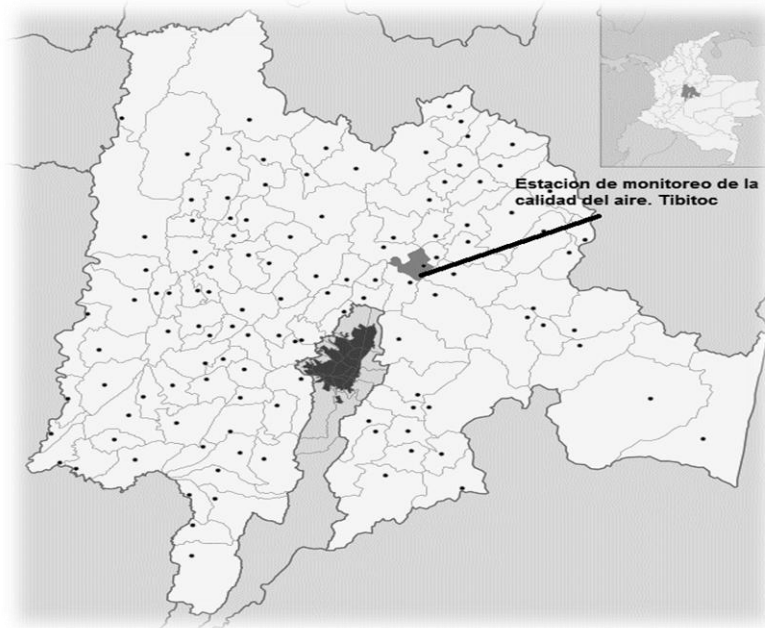 Estacion de monitoreo de la
calidad del aire. Tibitoc